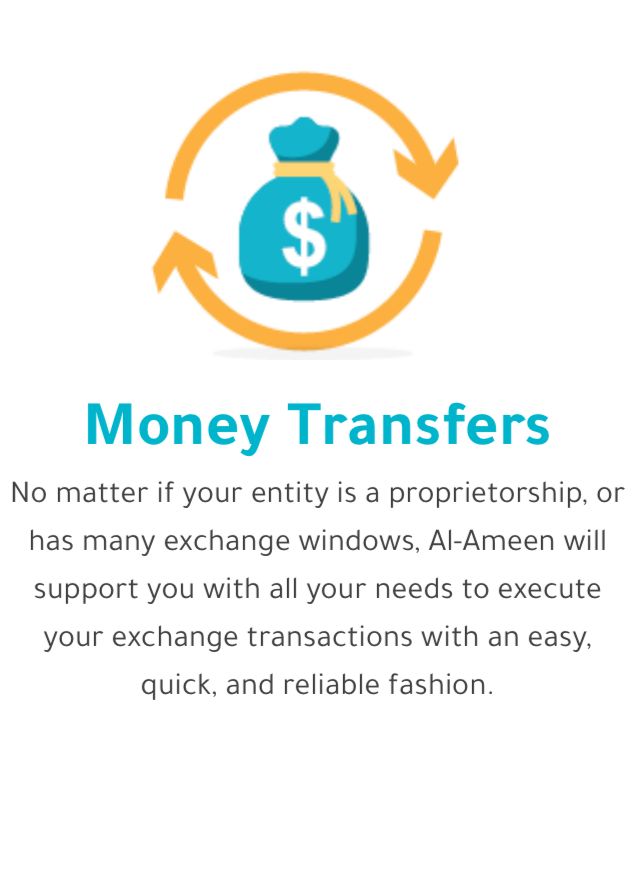 $
Money Transfers
No matter if your entity is a proprietorship, or
has many exchange windows, Al-Ameen will
support you with all your needs to execute
your exchange transactions with an easy,
quick, and reliable fashion.